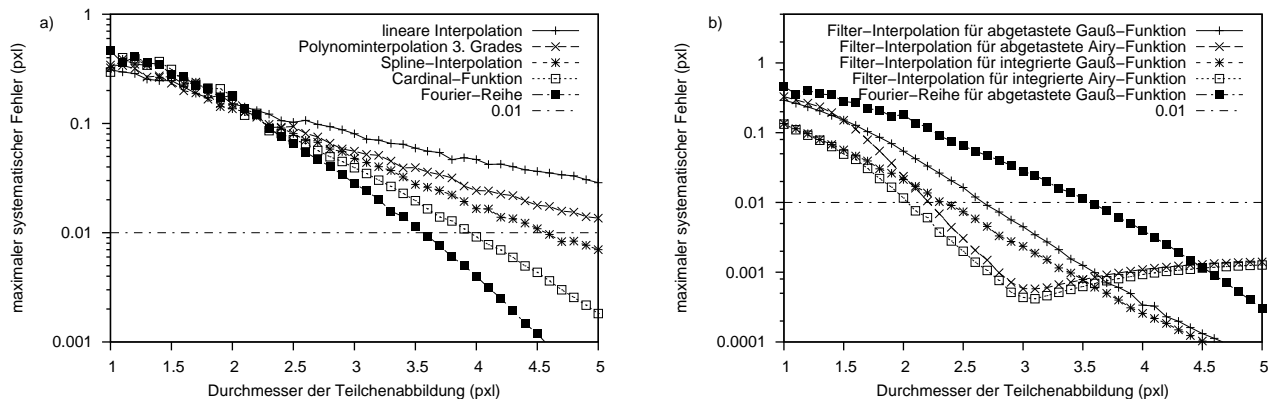 a)
maximaler systematischer Fehler (pxl)
1
0.1
0.01
0.001
lineare Interpolation
Polynominterpolation 3. Grades
Spline−Interpolation
Cardinal−Funktion
Fourier−Reihe
0.01
1 1.5 2 2.5 3 3.5 4 4.5 5
Durchmesser der Teilchenabbildung (pxl)
b)
maximaler systematischer Fehler (pxl)
1
0.1
0.01
0.001
0.0001
Filter−Interpolation für abgetastete Gauß−Funktion
Filter−Interpolation für abgetastete Airy−Funktion
Filter−Interpolation für integrierte Gauß−Funktion
Filter−Interpolation für integrierte Airy−Funktion
Fourier−Reihe für abgetastete Gauß−Funktion
0.01
1 1.5 2 2.5 3 3.5 4 4.5 5
Durchmesser der Teilchenabbildung (pxl)